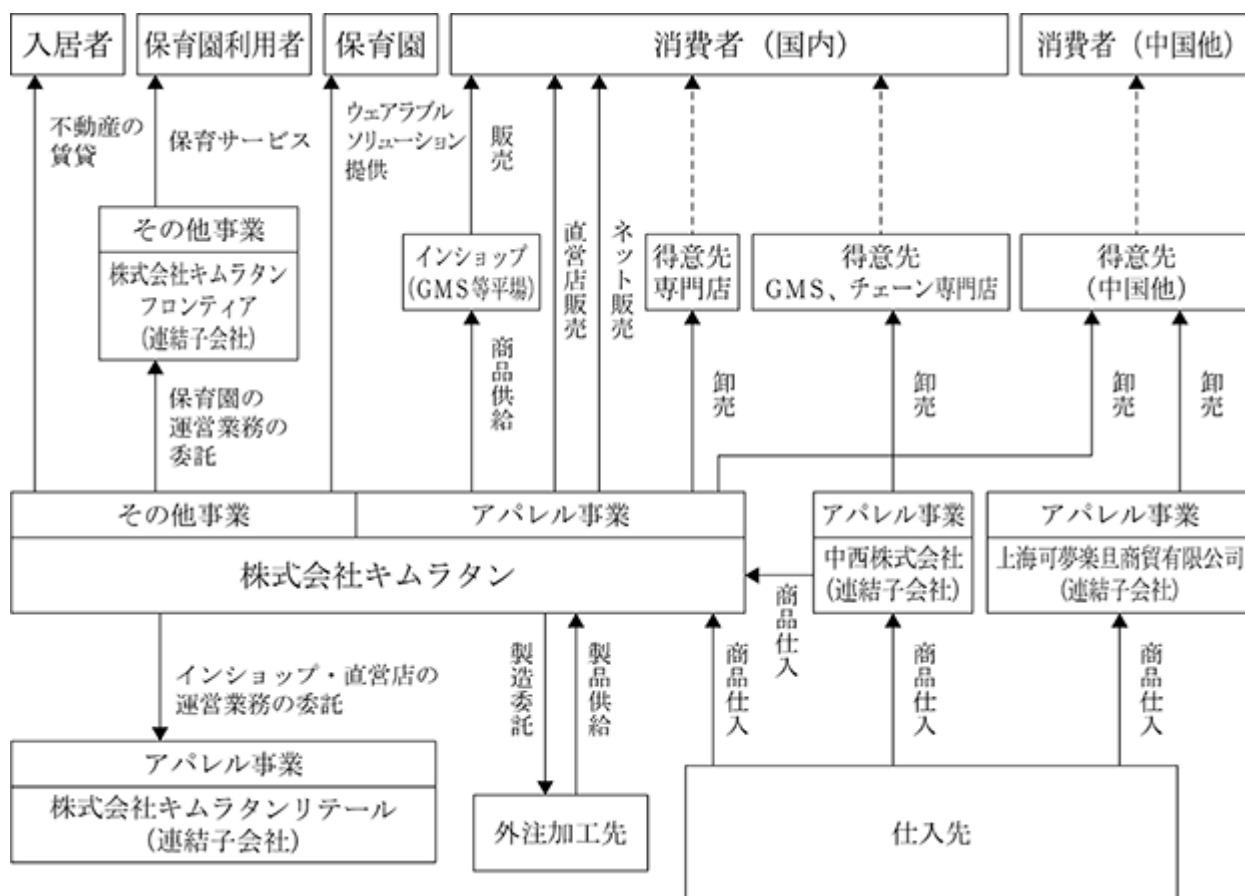 入居者
保育園利用者
保育園
消費者（国内）
消費者（中国他）
不動産の
賃貸
保育サービス
ウェアラブル
ソリューション
提供
販売
直営店販売
ネット販売
その他事業
株式会社キムラタン
フロンティア
(連結子会社)
インショップ
(GMS等平場)
得意先
専門店
得意先
GMS、チェーン専門店
得意先
(中国他)
保育園の
運営業務の
委託
商品供給
卸売
卸売
卸売
卸売
その他事業
アパレル事業
株式会社キムラタン
アパレル事業
中西株式会社
(連結子会社)
アパレル事業
上海可夢楽旦商貿有限公司
(連結子会社)
商品仕入
インショップ・直営店の
運営業務の委託
製造委託
製品供給
商品仕入
商品仕入
商品仕入
アパレル事業
株式会社キムラタンリテール
(連結子会社)
外注加工先
仕入先